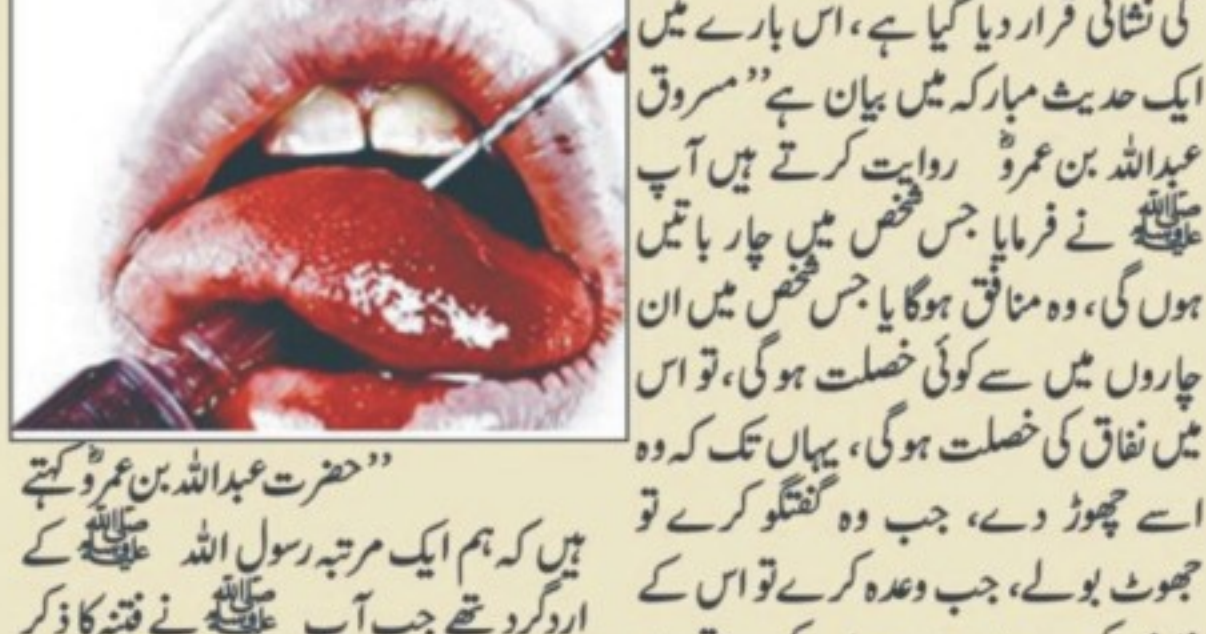 کی نشانی قرار دیا گیا ہے، اس بارے میں
ایک حدیث مبارکہ میں بیان ہے ”مسروق
عبداللہ بن عمروؓ روایت کرتے ہیں آپ
ﷺ نے فرمایا جس شخص میں چار باتیں
ہوں گی، وہ منافق ہوگا یا جس شخص میں ان
چاروں میں سے کوئی خصلت ہوگی، تو اس
میں نفاق کی خصلت ہوگی، یہاں تک کہ وہ
اسے چھوڑ دے، جب وہ گفتگو کرے تو
جھوٹ بولے، جب وعدہ کرے تو اس کے
”حضرت عبداللہ بن عمروؓ کہتے
ہیں کہ ہم ایک مرتبہ رسول اللہ ﷺ کے
اردگرد تھے جب آپ ﷺ نے فتنہ کا ذکر